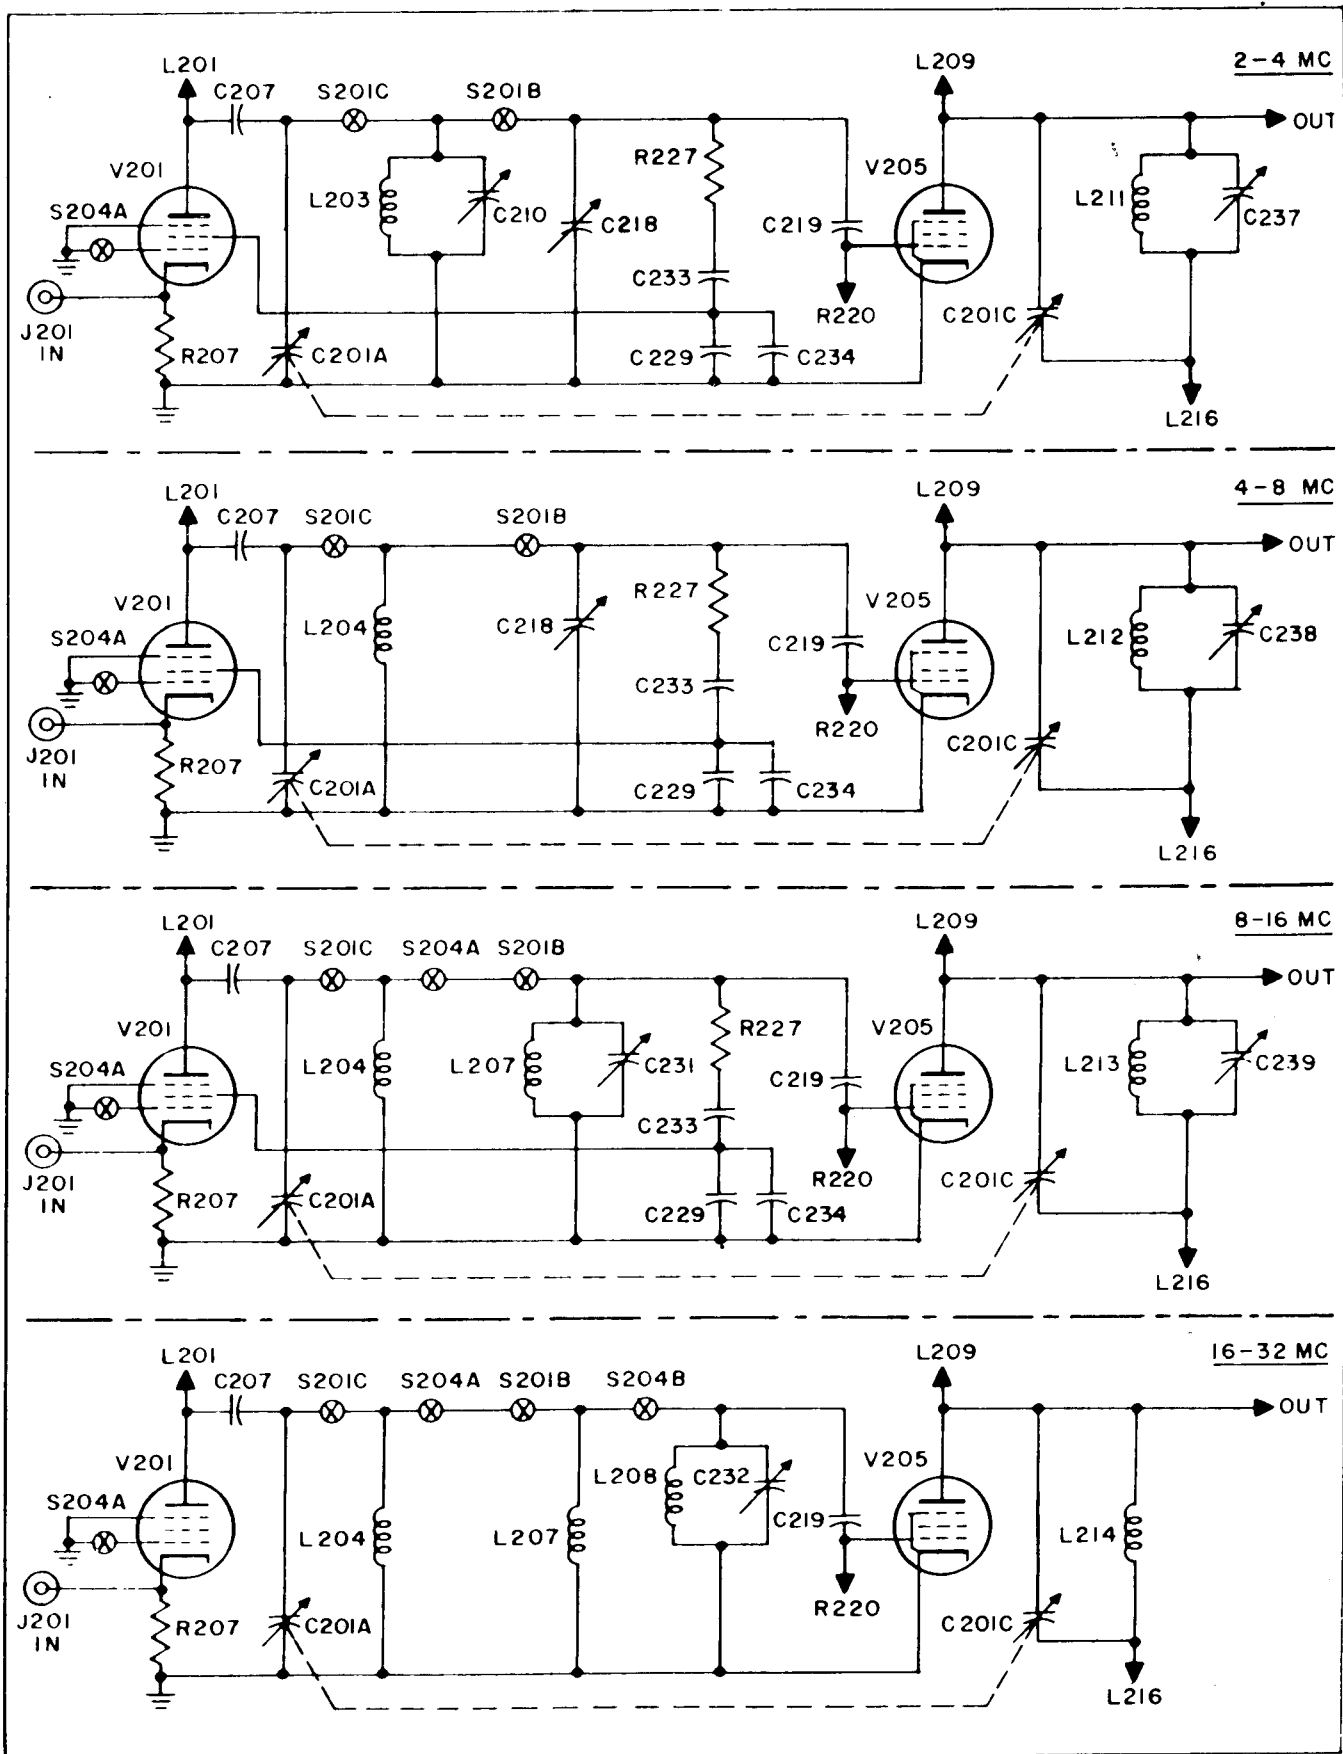 2-4 MC
L201
L209
C207 S201C S201B
OUT
V201
R227
V205
S204A
L203
C210
C218
C219
L211
C237
C233
J201
IN
R220
C201C
R207
C201A
C229
C234
L216
4-8 MC
L201
L209
C207 S201C S201B
OUT
V201
R227
V205
S204A
L204
C218
C219
L212
C238
C233
J201
IN
R220
C201C
R207
C201A
C229
C234
L216
8-16 MC
L201
L209
C207 S201C S204A S201B
OUT
V201
R227
V205
S204A
L204
L207
C231
C219
L213
C239
C233
J201
IN
R220
C201C
R207
C201A
C229
C234
L216
16-32 MC
L201
L209
C207 S201C S204A S201B S204B
OUT
V201
V205
S204A
L208
C232
L204
L207
C219
L214
J201
IN
R220
C201C
R207
C201A
L216